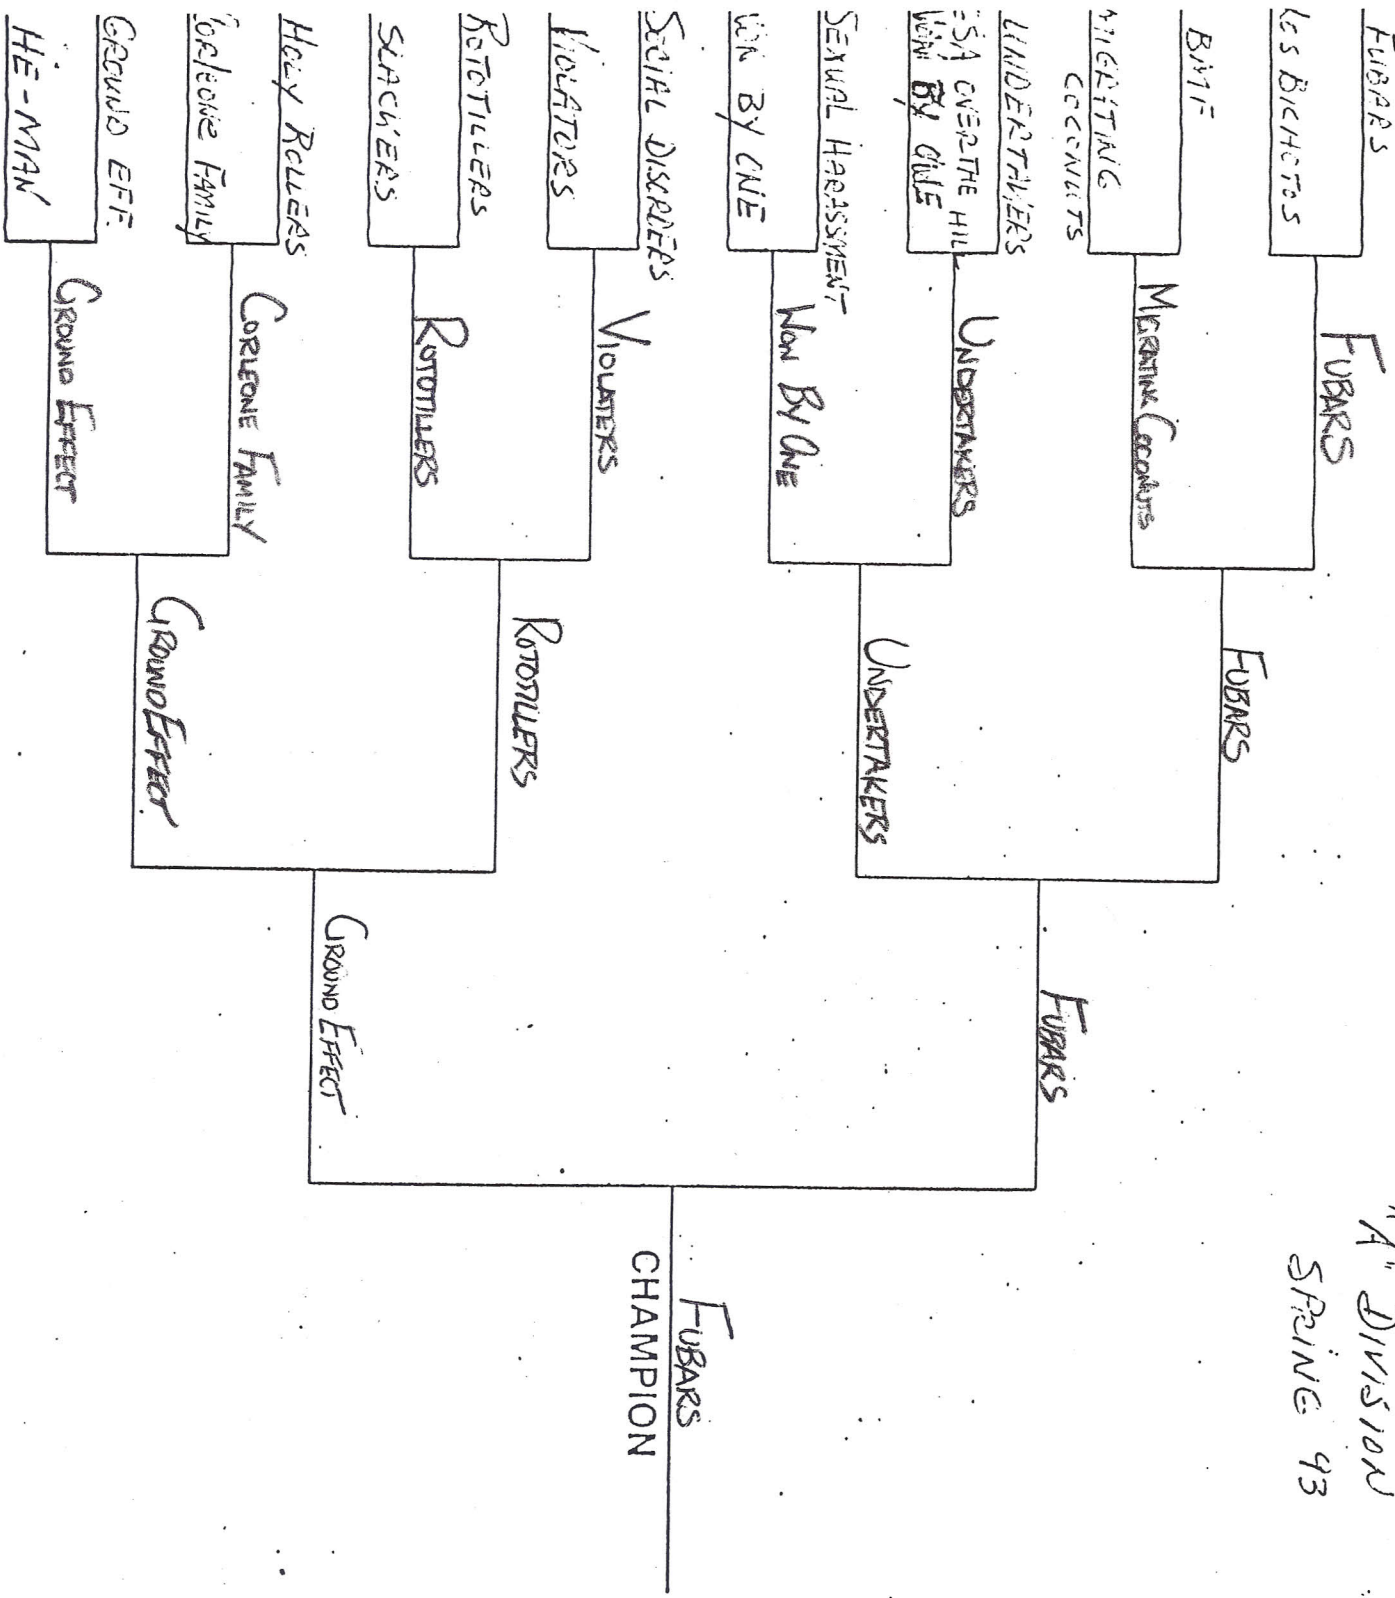 "A" DIVISION
SPRING 93
FUBARS
LOS BICHOTOS
BMF
MIGRATING
COCONUTS
UNDERTAKERS
OVER THE HILL
WON BY ONE
SEXUAL HARASSMENT
WON BY ONE
SOCIAL DISORDERS
VIOLATORS
ROTOTILLERS
SLACKERS
HOLY ROLLERS
CORLEONE FAMILY
GROUND EFF.
HE-MAN
FUBARS
MIGRATING COCONUTS
UNDERTAKERS
WON BY ONE
VIOLATERS
ROTOTILLERS
CORLEONE FAMILY
GROUND EFFECT
FUBARS
UNDERTAKERS
ROTOTILLERS
GROUND EFFECT
FUBARS
GROUND EFFECT
FUBARS
CHAMPION